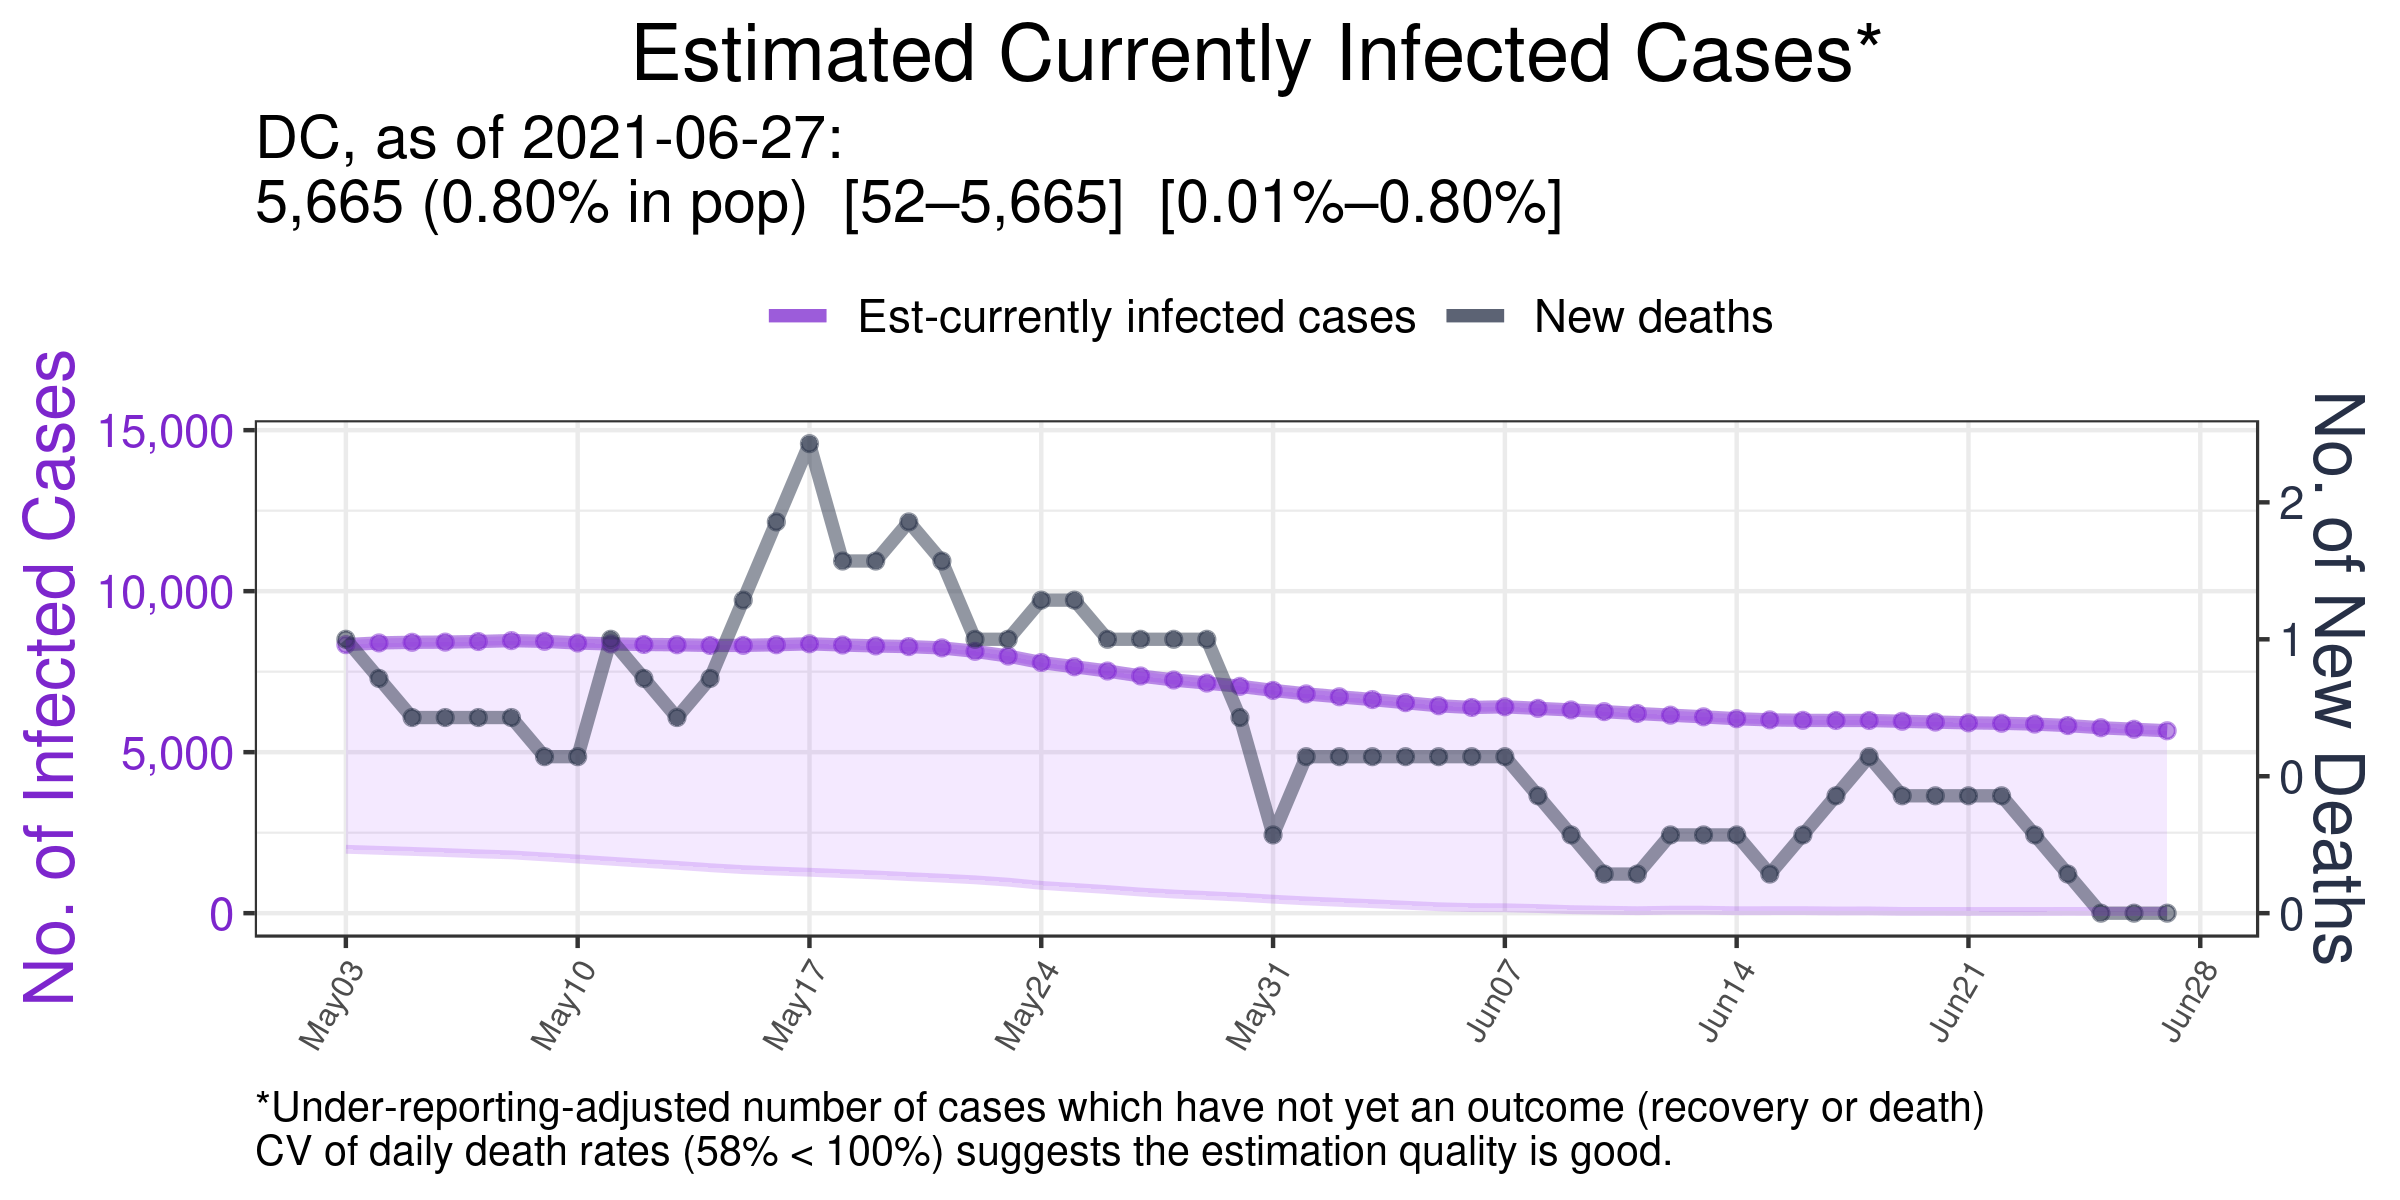 Estimated Currently Infected Cases*
DC, as of 2021-06-27:
5,665 (0.80% in pop)  [52–5,665]  [0.01%–0.80%]
Est-currently infected cases
New deaths
No. of Infected Cases
15,000
10,000
5,000
0
No. of New Deaths
2
1
0
0
May03
May10
May17
May24
May31
Jun07
Jun14
Jun21
Jun28
*Under-reporting-adjusted number of cases which have not yet an outcome (recovery or death)
CV of daily death rates (58% < 100%) suggests the estimation quality is good.